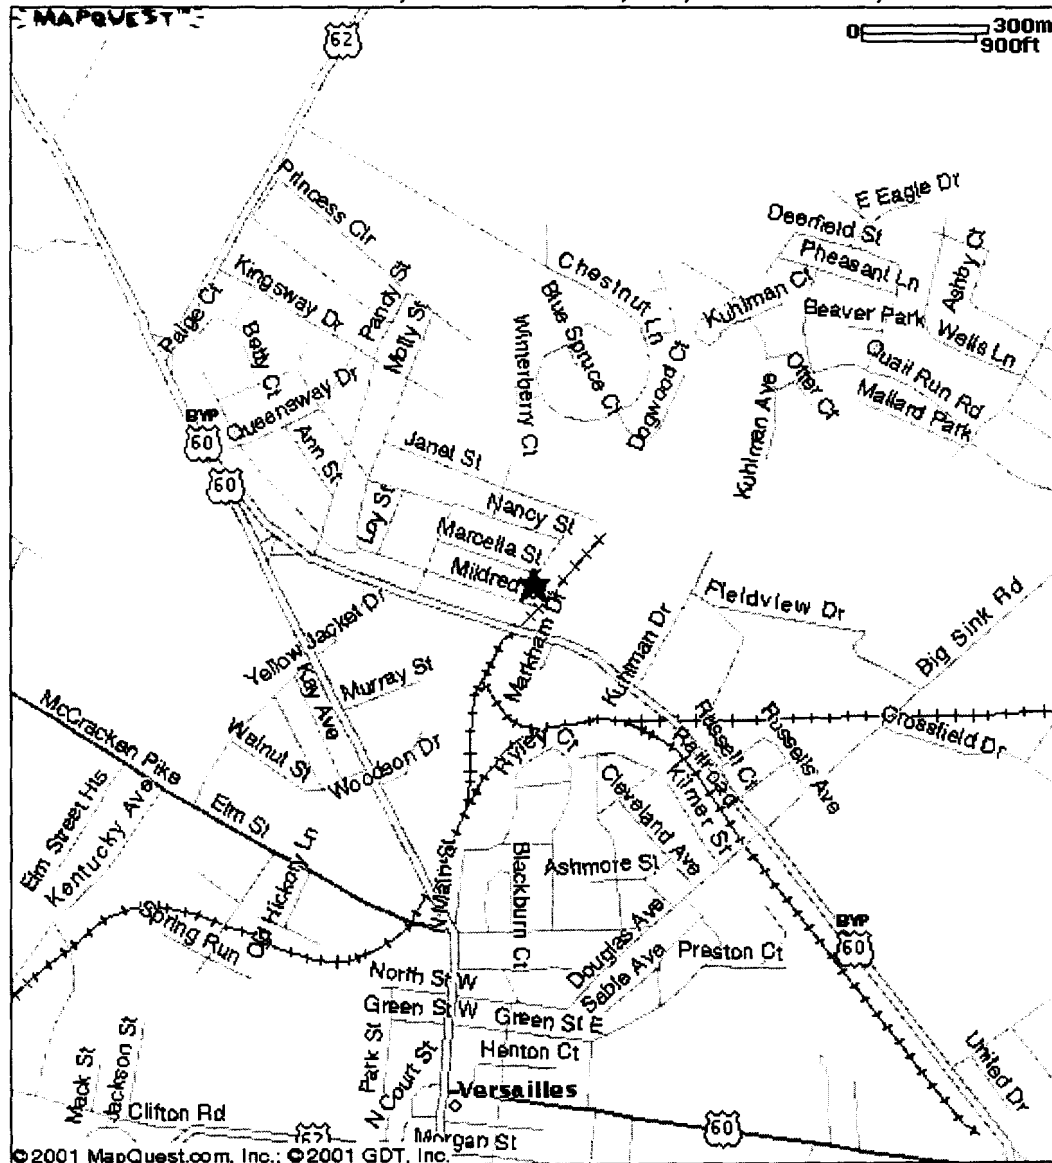 MAPQUEST
62
0 300m
900ft
Princess Cir
E Eagle Dr
Deerfield St
Pheasant Ln
Ashby Ct
Chestnut Ln
Kingsway Dr
Randy St
Paige Ct
Molly St
Betty Ct
Blue Spruce Ct
Winterberry Ct
Kuhlman Ct
Beaver Park
Wells Ln
Dogwood Ct
Otter Ct
Quail Run Rd
Mallard Park
Queensway Dr
BYP
60
Ann St
Kuhlman Ave
Janet St
60
Loy St
Nancy St
Marcella St
Mildred
Yellow Jacket Dr
Markham Dr
Kuhlman Dr
Fieldview Dr
Big Sink Rd
Kay Ave
Murray St
McCracken Pike
Walnut St
Woodson Dr
Elm St
Elm Street Hts
Kentucky Ave
Old Hickory Ln
Spring Run
N Main St
Blackburn Ct
Cleveland Ave
Ashmore St
Kilmer St
Railroad
Russell Ct
Russells Ave
Crossfield Dr
BYP
60
Douglas Ave
Sable Ave
Preston Ct
North St W
Green St W
Green St E
Henton Ct
Park St
N Court St
Versailles
United Dr
Mack St
Jackson St
Clifton Rd
62
60
Morgan St
©2001 MapQuest.com, Inc.; ©2001 GDT, Inc.